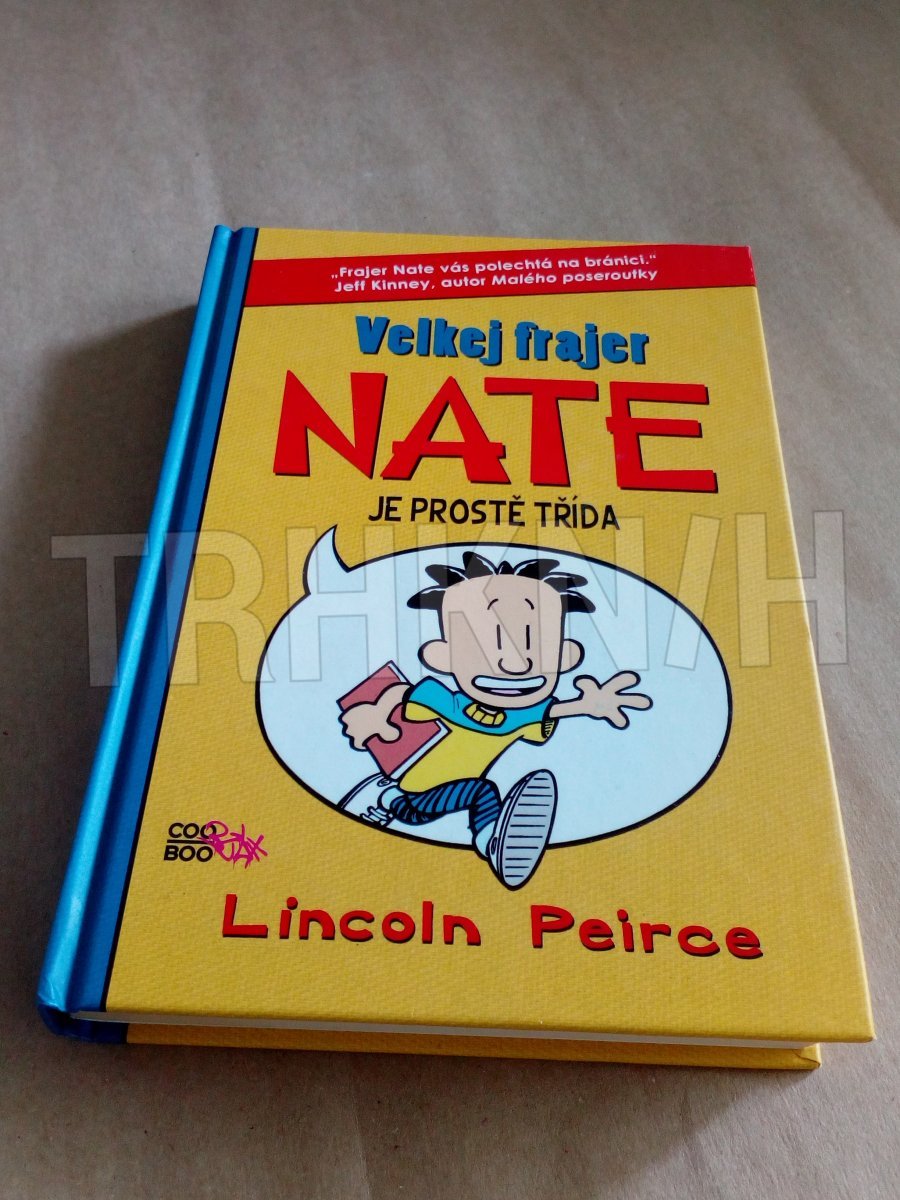 „Frajer Nate vás polechtá na bránici.“
Jeff Kinney, autor Malého poseroutky
Velkej frajer
NATE
JE PROSTĚ TŘÍDA
TRHKNIH
COO
BOO
Lincoln Peirce